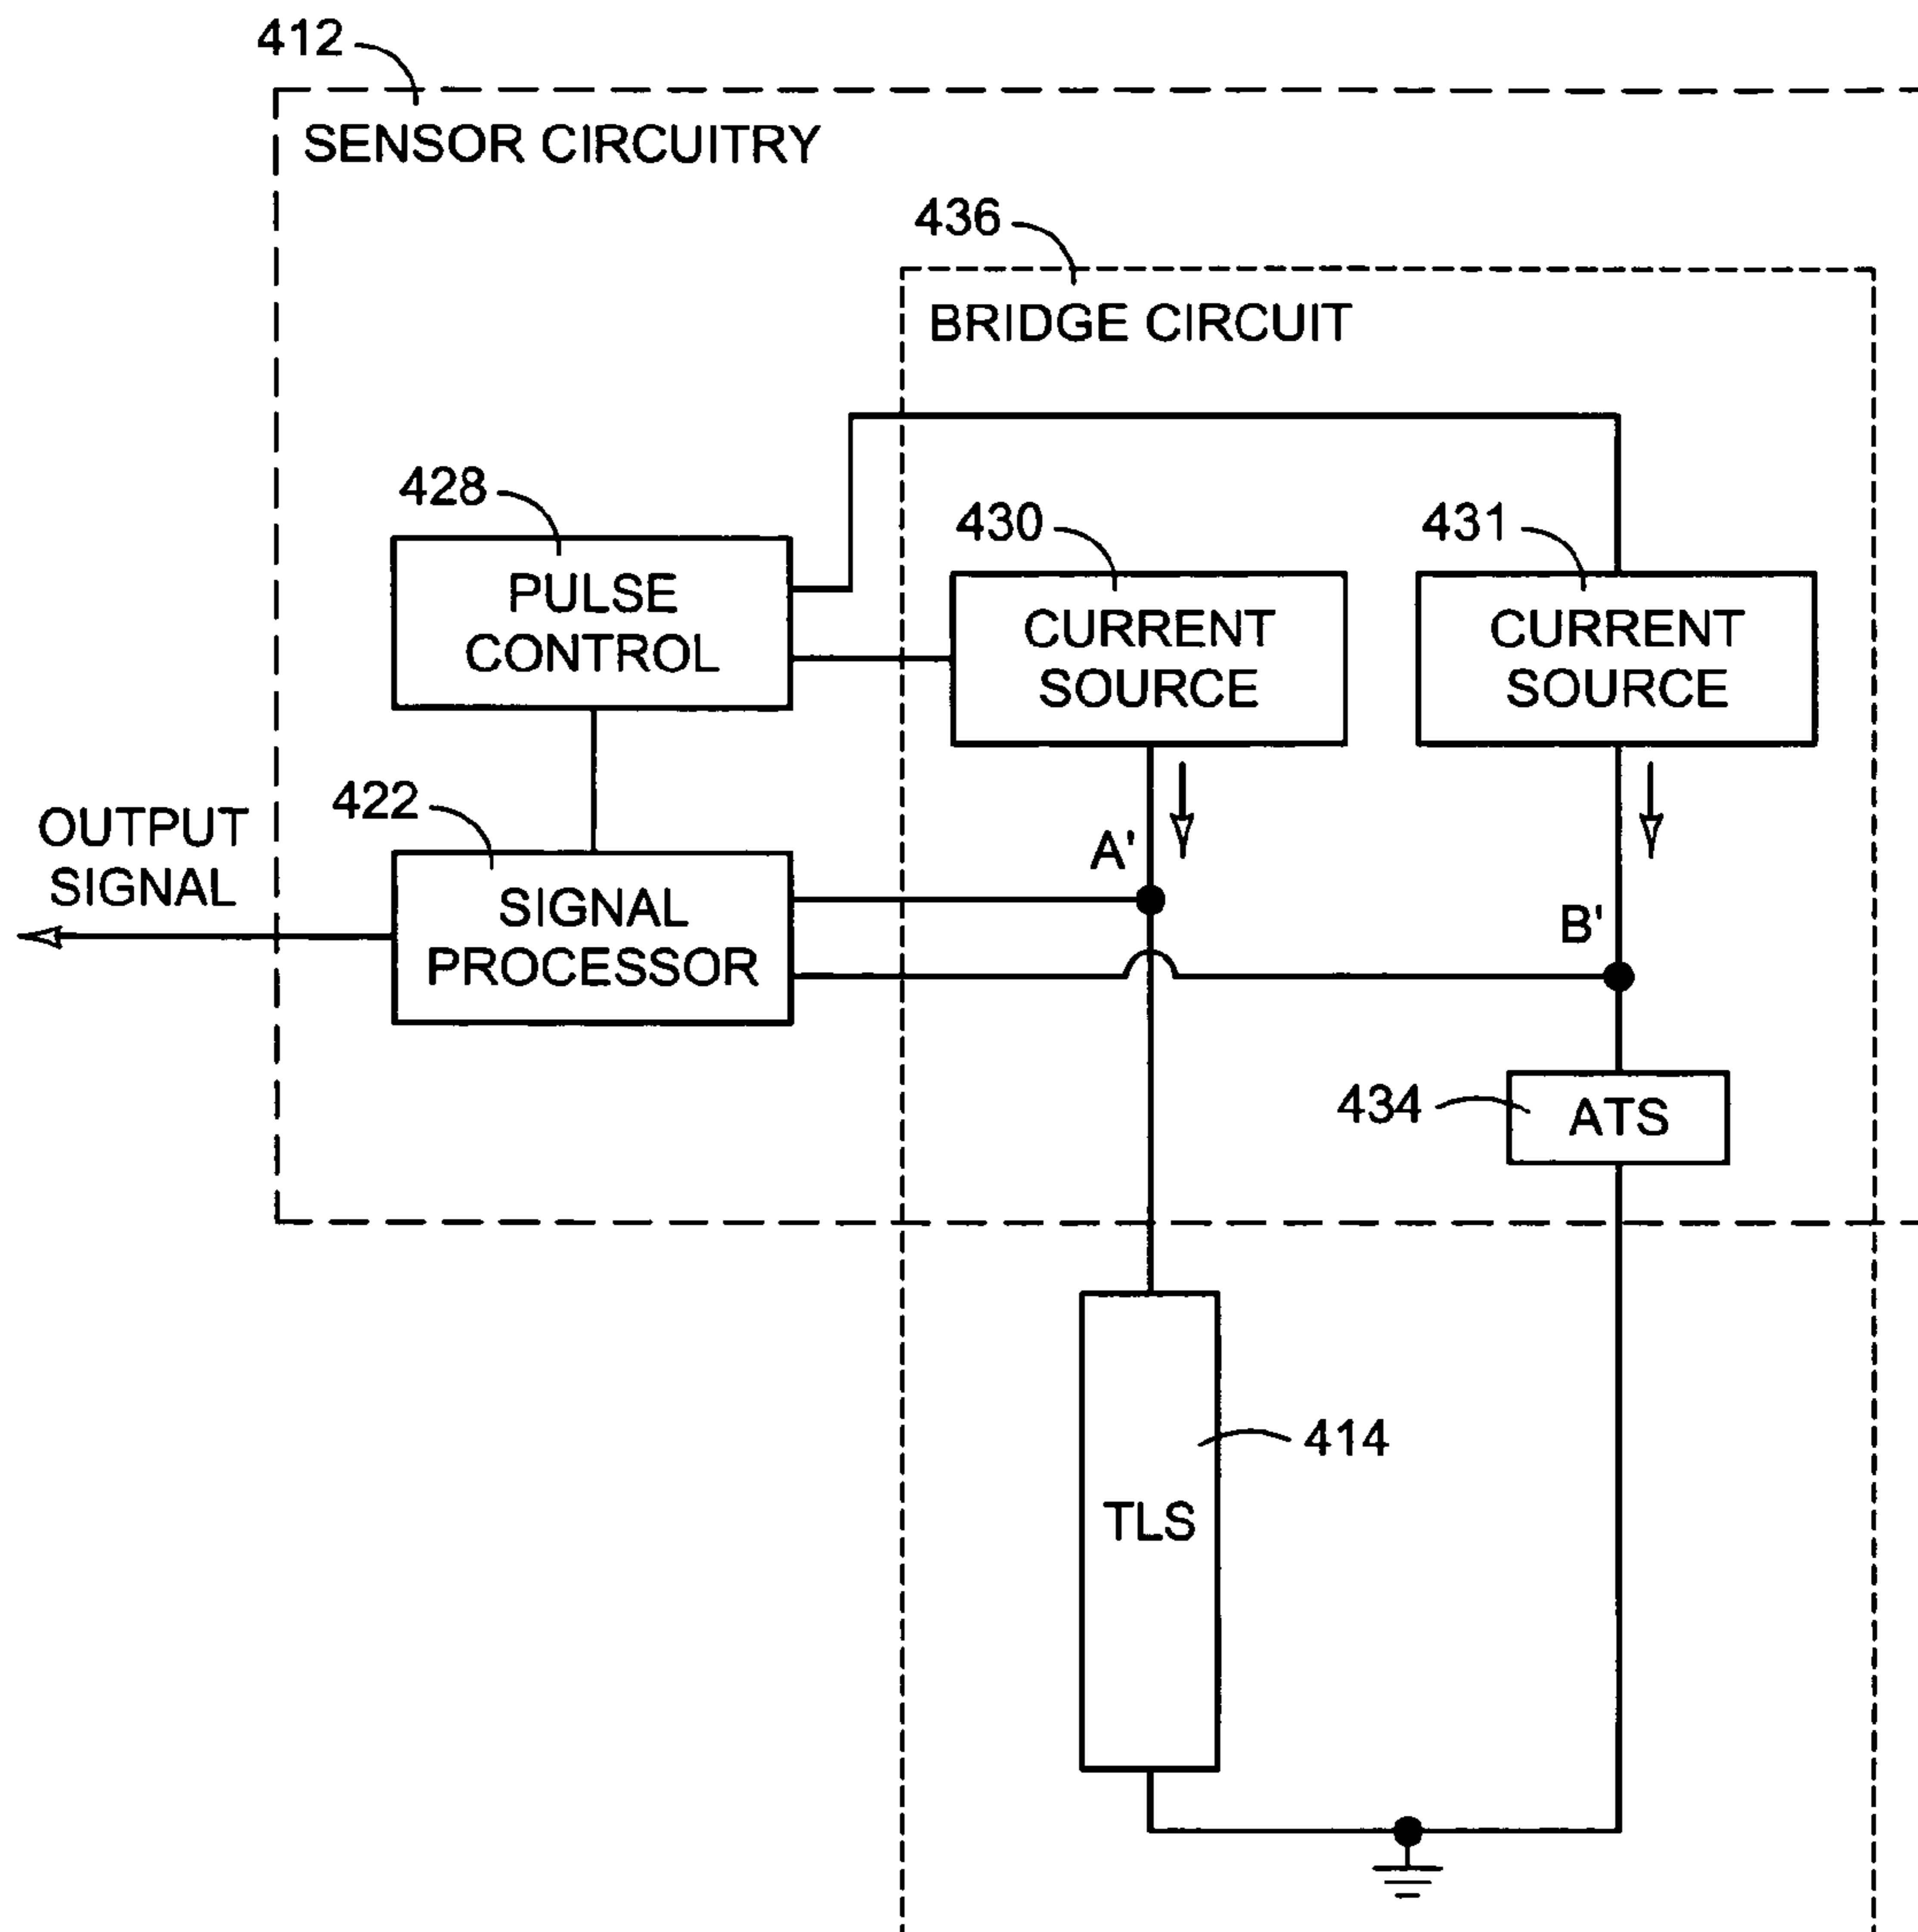 412
SENSOR CIRCUITRY
436
BRIDGE CIRCUIT
428
PULSE
CONTROL
430
CURRENT
SOURCE
431
CURRENT
SOURCE
OUTPUT
SIGNAL
422
SIGNAL
PROCESSOR
A'
B'
434
ATS
414
TLS